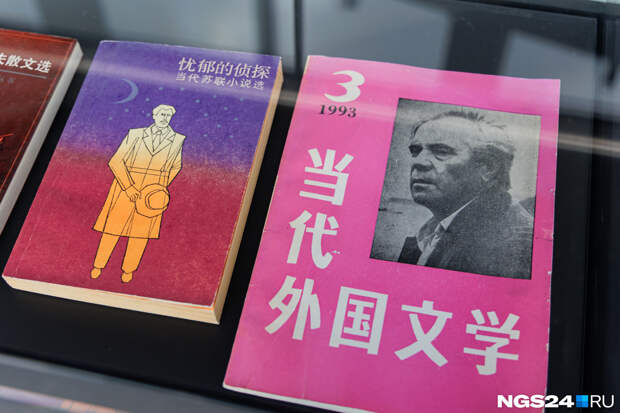 散文选
忧郁的侦探
当代苏联小说选
3
1993
当
代
外国文学
NGS24.RU